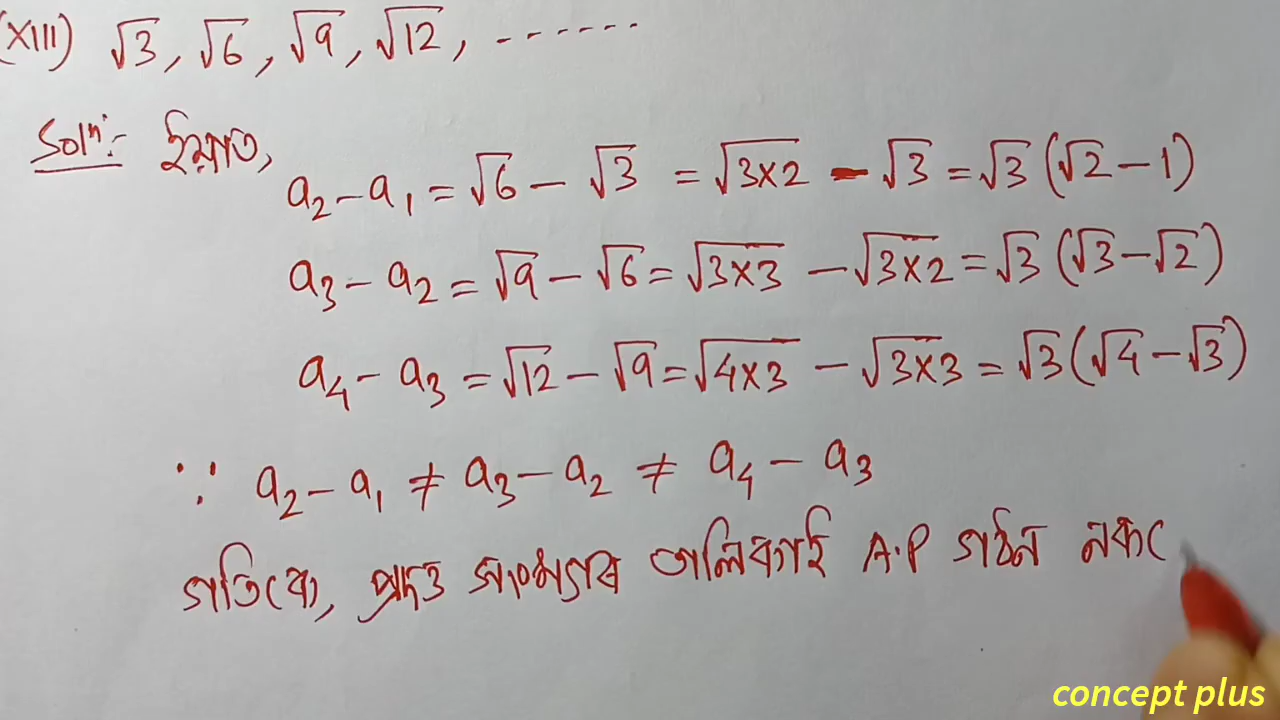 (XIII) √3, √6, √9, √12, ------
Solⁿ:- ইয়াত,
a₂-a₁ = √6 - √3 = √3×2 - √3 = √3 (√2-1)
a₃-a₂ = √9 - √6 = √3×3 - √3×2 = √3 (√3-√2)
a₄-a₃ = √12 - √9 = √4×3 - √3×3 = √3 (√4-√3)
∵ a₂-a₁ ≠ a₃-a₂ ≠ a₄-a₃
গতিকে, প্ৰদত্ত সংখ্যাৰ তালিকাই A.P গঠন নক
concept plus